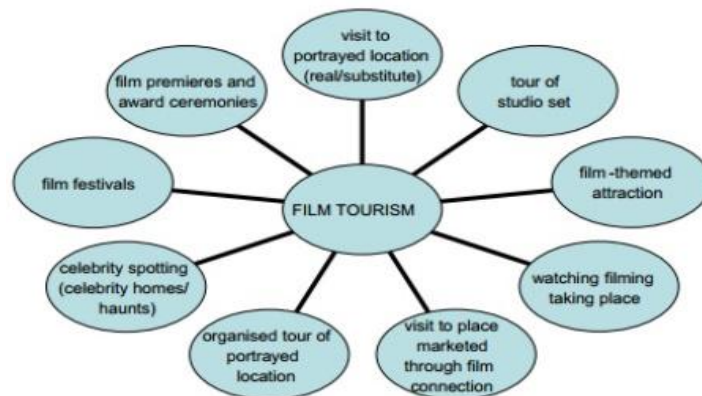 visit to
portrayed location
(real/substitute)
film premieres and
award ceremonies
tour of
studio set
film festivals
film-themed
attraction
FILM TOURISM
celebrity spotting
(celebrity homes/
haunts)
watching filming
taking place
organised tour of
portrayed
location
visit to place
marketed
through film
connection